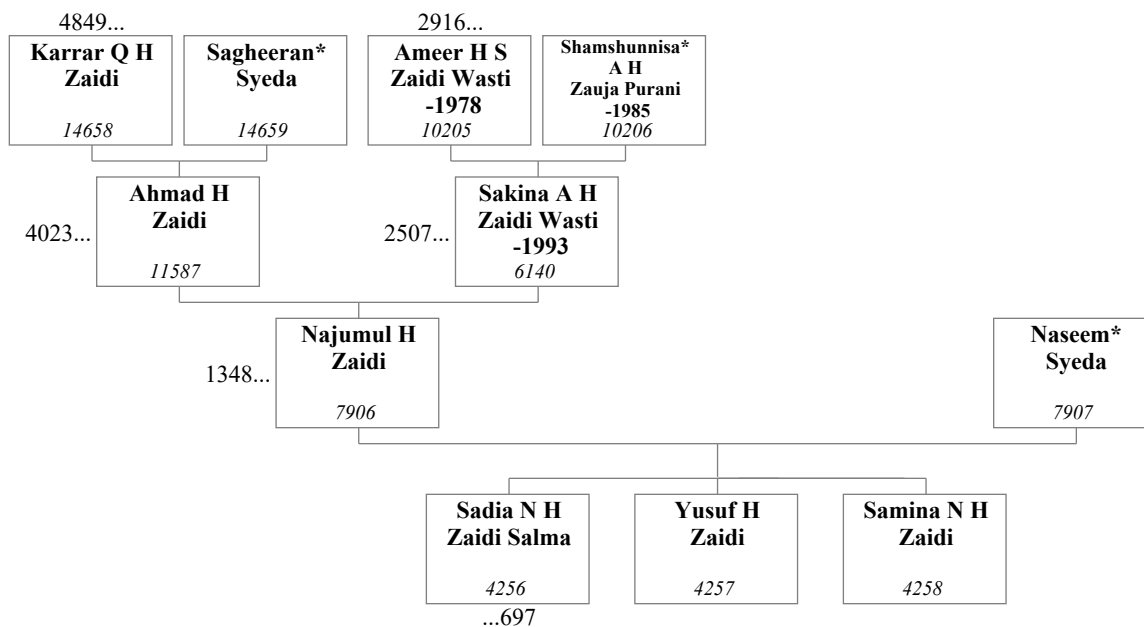 4849...
Karrar Q H
Zaidi
14658
Sagheeran*
Syeda
14659
2916...
Ameer H S
Zaidi Wasti
-1978
10205
Shamshunnisa*
A H
Zauja Purani
-1985
10206
4023...
Ahmad H
Zaidi
11587
2507...
Sakina A H
Zaidi Wasti
-1993
6140
1348...
Najumul H
Zaidi
7906
Naseem*
Syeda
7907
Sadia N H
Zaidi Salma
4256
...697
Yusuf H
Zaidi
4257
Samina N H
Zaidi
4258